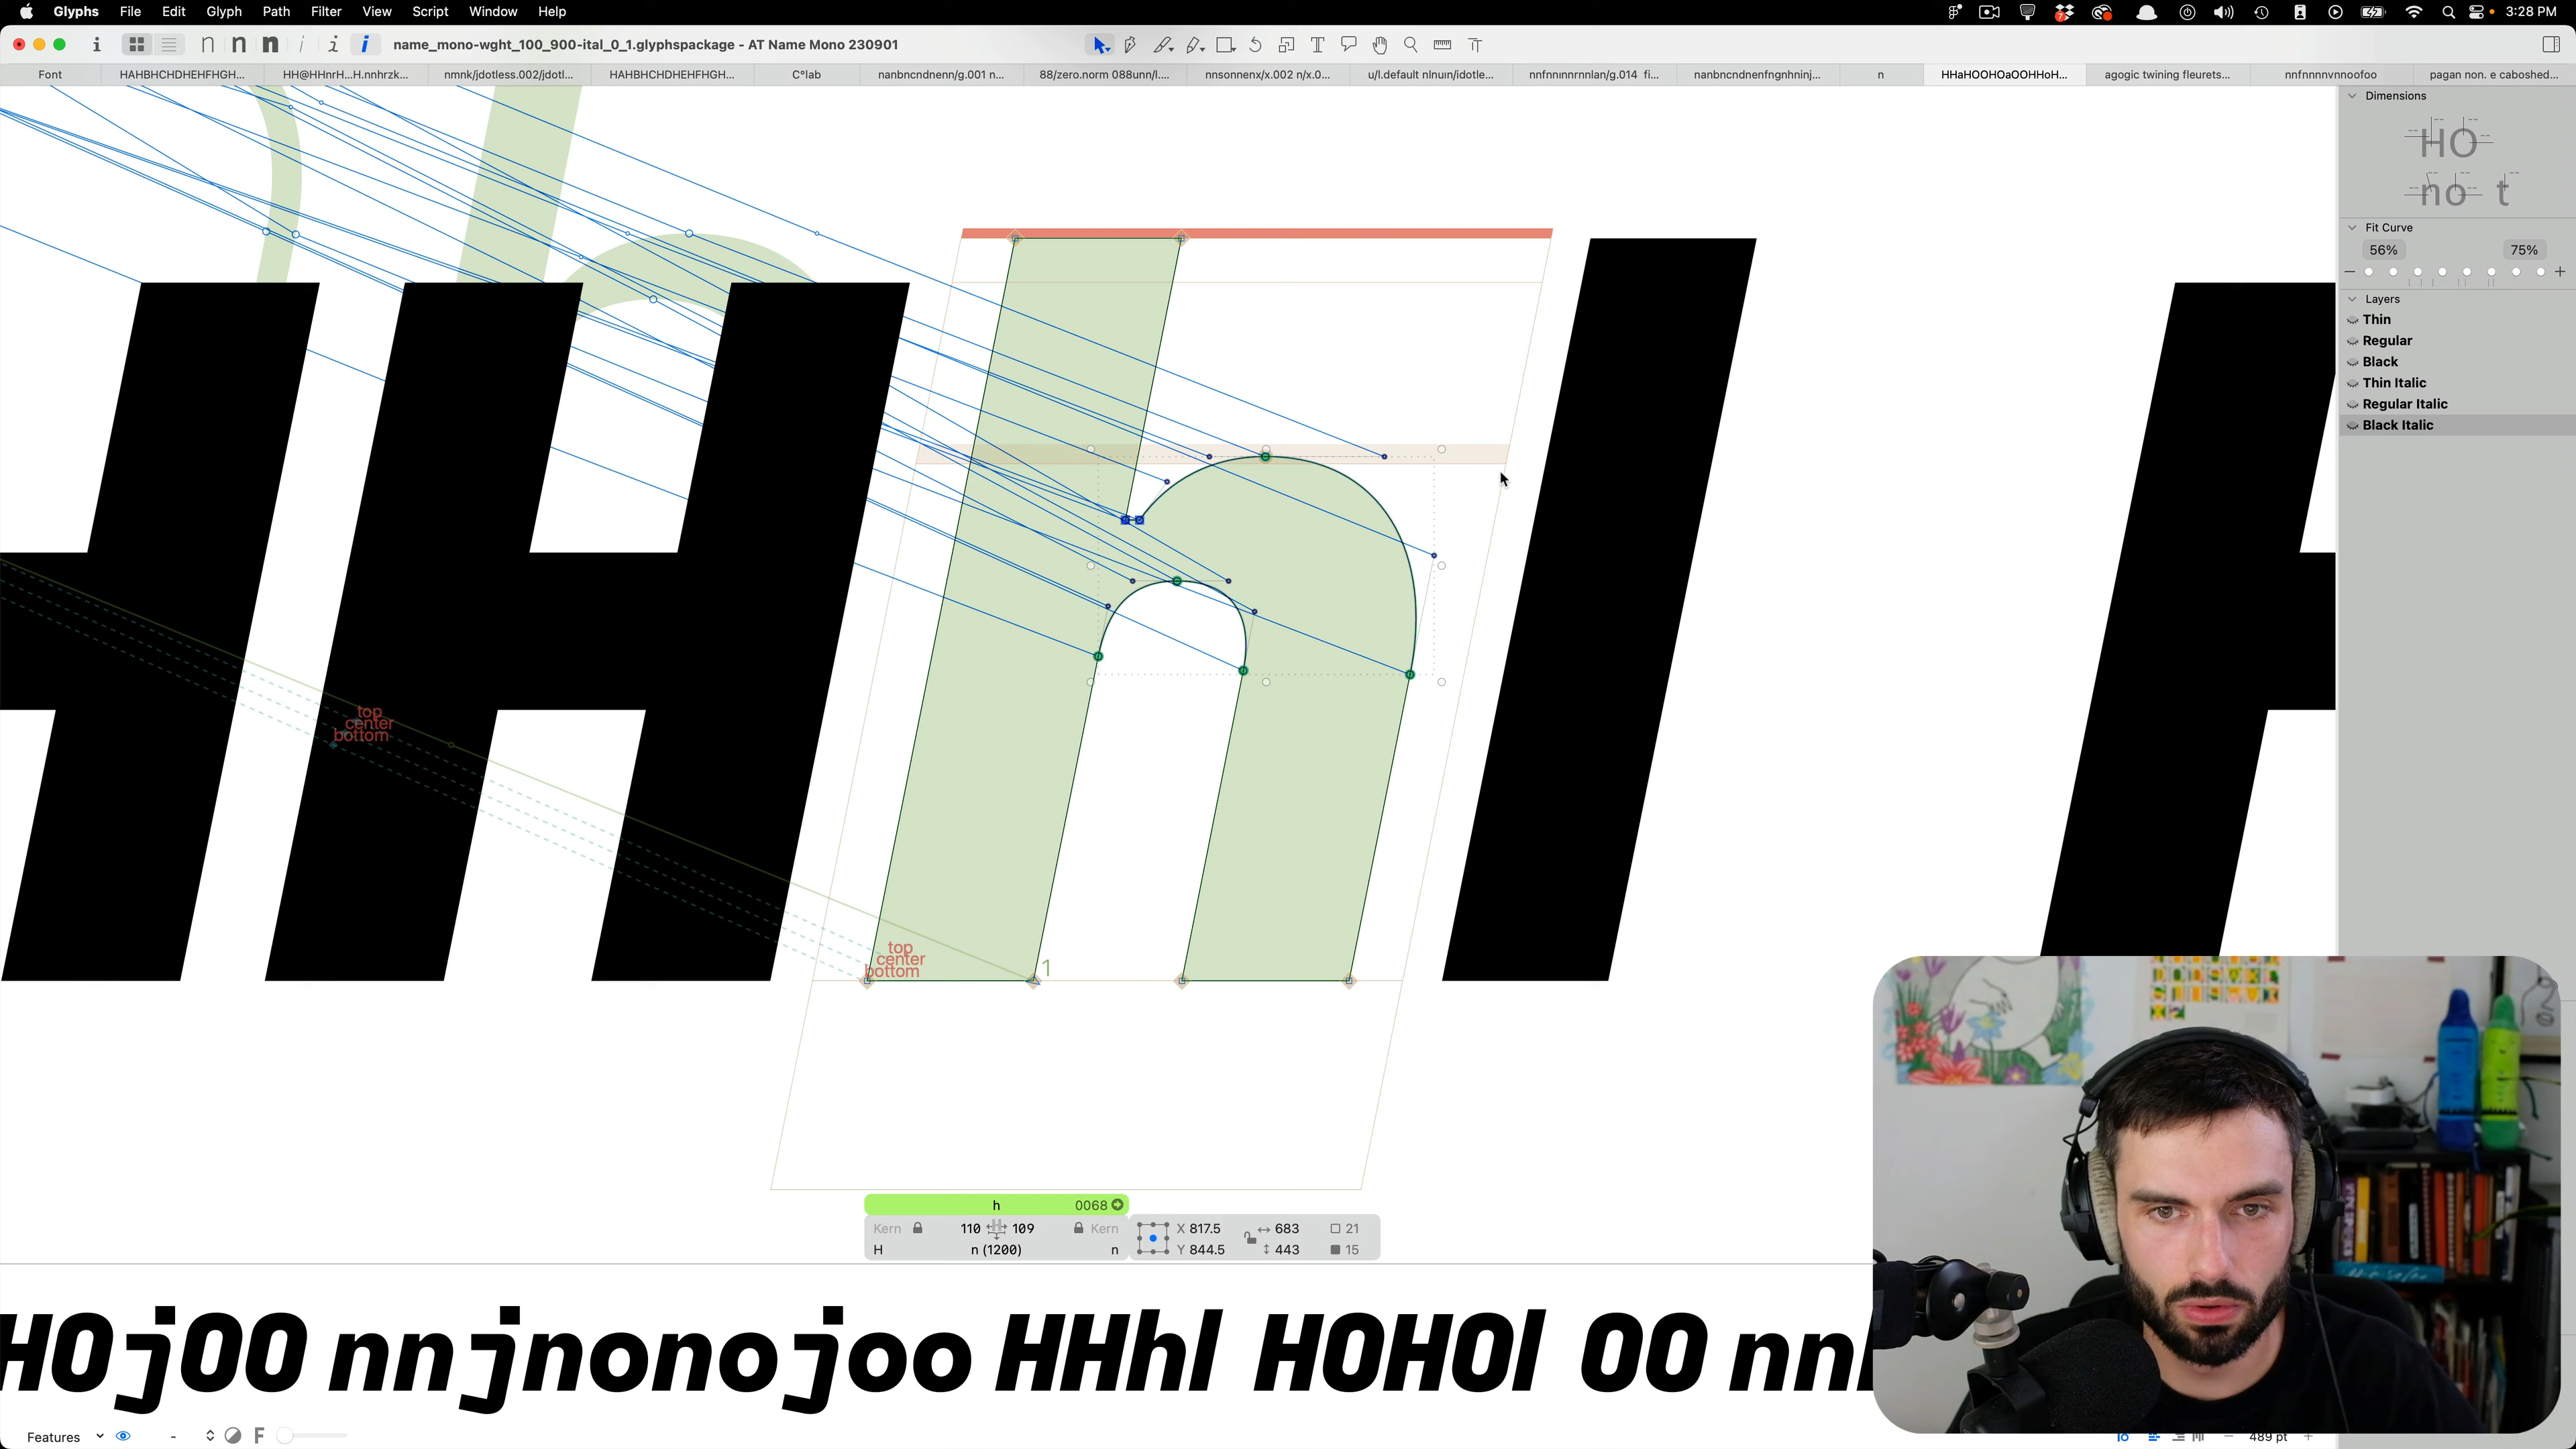 Glyphs File Edit Glyph Path Filter View Script Window Help
3:28 PM
name_mono-wght_100_900-ital_0_1.glyphspackage - AT Name Mono 230901
Font HAHBHCHDHEHFHGH... HH@HHnrH...H.nnhrzk... nmnk/jdotless.002/jdotl... HAHBHCHDHEHFHGH... C°lab nanbncndnenn/g.001 n... 88/zero.norm 088unn/l.... nnsonnenx/x.002 n/x.0... u/l.default nlnuın/idotle... nnfnnınnrnnlan/g.014 fi... nanbncndnenfngnhninj... n HHaHOOHOaOOHHoH... agogic twining fleurets... nnfnnnnvnnoofoo pagan non. e caboshed...
Dimensions
HO
no t
Fit Curve
56% 75%
Layers
Thin
Regular
Black
Thin Italic
Regular Italic
Black Italic
HHhl
top
center
bottom
top
center
bottom
1
h 0068
Kern 110 109 Kern
H n (1200) n
X 817.5 683 21
Y 844.5 443 15
HOjOO nnjnonojoo HHhl HOHOl OO nn
Features -
F
489 pt